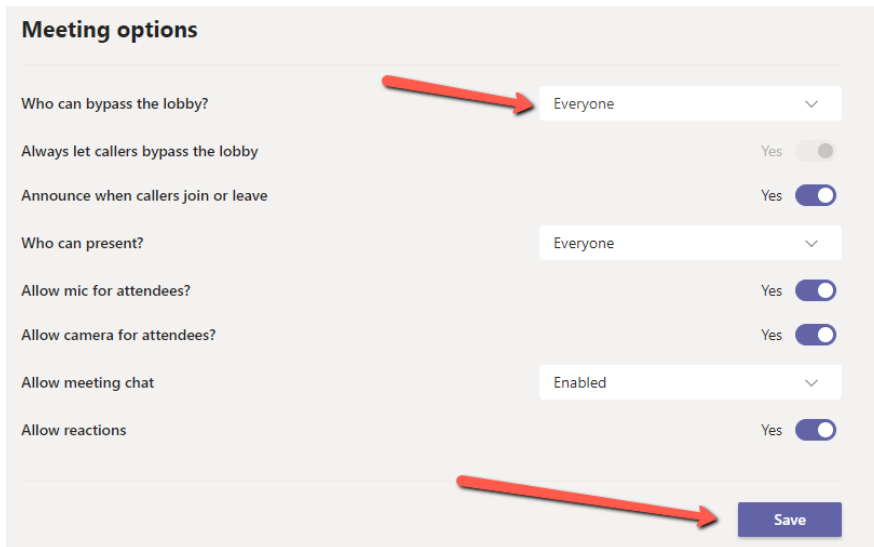 Meeting options
Who can bypass the lobby? Everyone
Always let callers bypass the lobby Yes
Announce when callers join or leave Yes
Who can present? Everyone
Allow mic for attendees? Yes
Allow camera for attendees? Yes
Allow meeting chat Enabled
Allow reactions Yes
Save